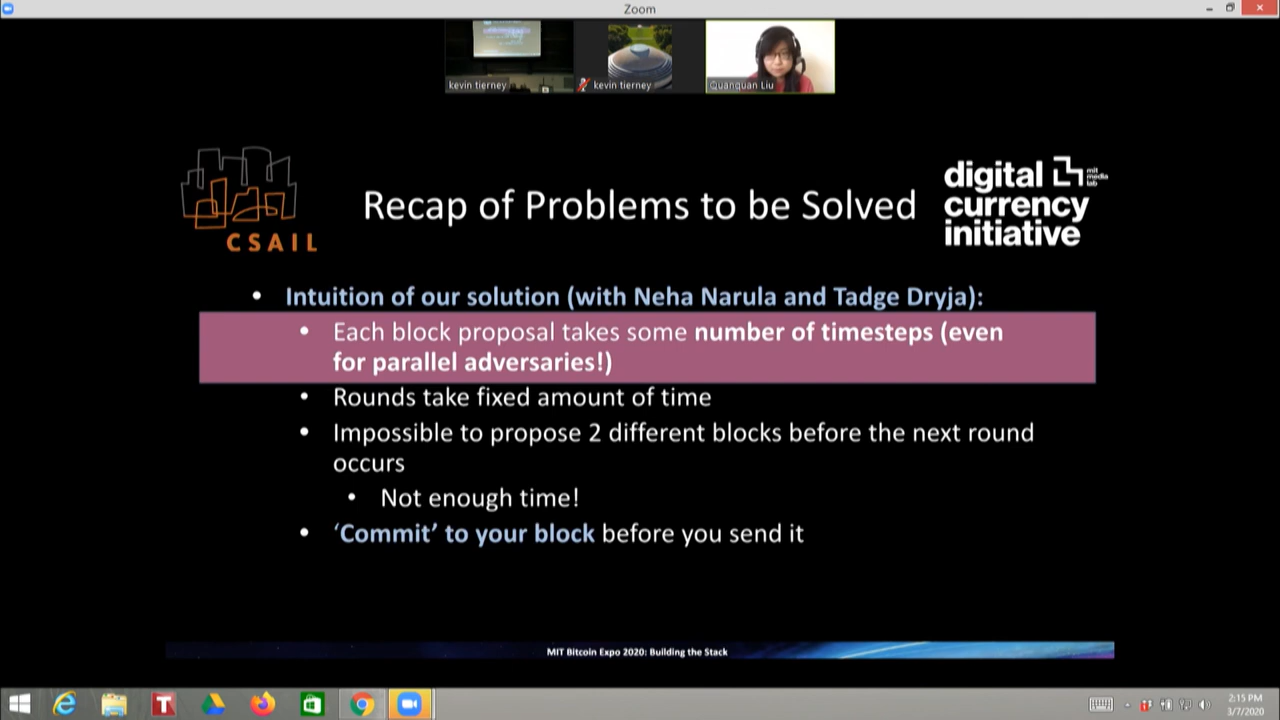 Zoom
kevin tierney
kevin tierney
Quanquan Liu
CSAIL
Recap of Problems to be Solved
digital
currency
initiative
mit
media
lab
• Intuition of our solution (with Neha Narula and Tadge Dryja):
• Each block proposal takes some number of timesteps (even
for parallel adversaries!)
• Rounds take fixed amount of time
• Impossible to propose 2 different blocks before the next round
occurs
• Not enough time!
• ‘Commit’ to your block before you send it
MIT Bitcoin Expo 2020: Building the Stack
2:15 PM
3/7/2020